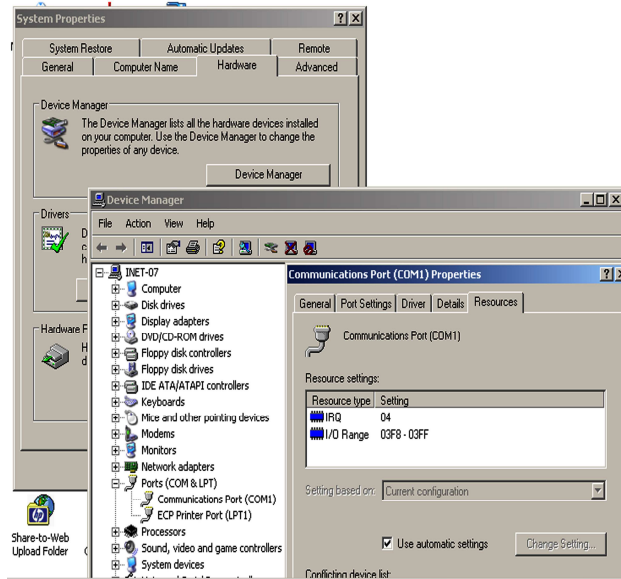 System Properties
System Restore Automatic Updates Remote
General Computer Name Hardware Advanced
Device Manager
The Device Manager lists all the hardware devices installed
on your computer. Use the Device Manager to change the
properties of any device.
Device Manager
Drivers
Hardware
Device Manager
File Action View Help
INET-07
Computer
Disk drives
Display adapters
DVD/CD-ROM drives
Floppy disk controllers
Floppy disk drives
IDE ATA/ATAPI controllers
Keyboards
Mice and other pointing devices
Modems
Monitors
Network adapters
Ports (COM & LPT)
Communications Port (COM1)
ECP Printer Port (LPT1)
Processors
Sound, video and game controllers
System devices
Communications Port (COM1) Properties
General Port Settings Driver Details Resources
Communications Port (COM1)
Resource settings:
Resource type Setting
IRQ 04
I/O Range 03F8 - 03FF
Setting based on: Current configuration
Use automatic settings Change Setting...
Conflicting device list:
hp
Share-to-Web
Upload Folder